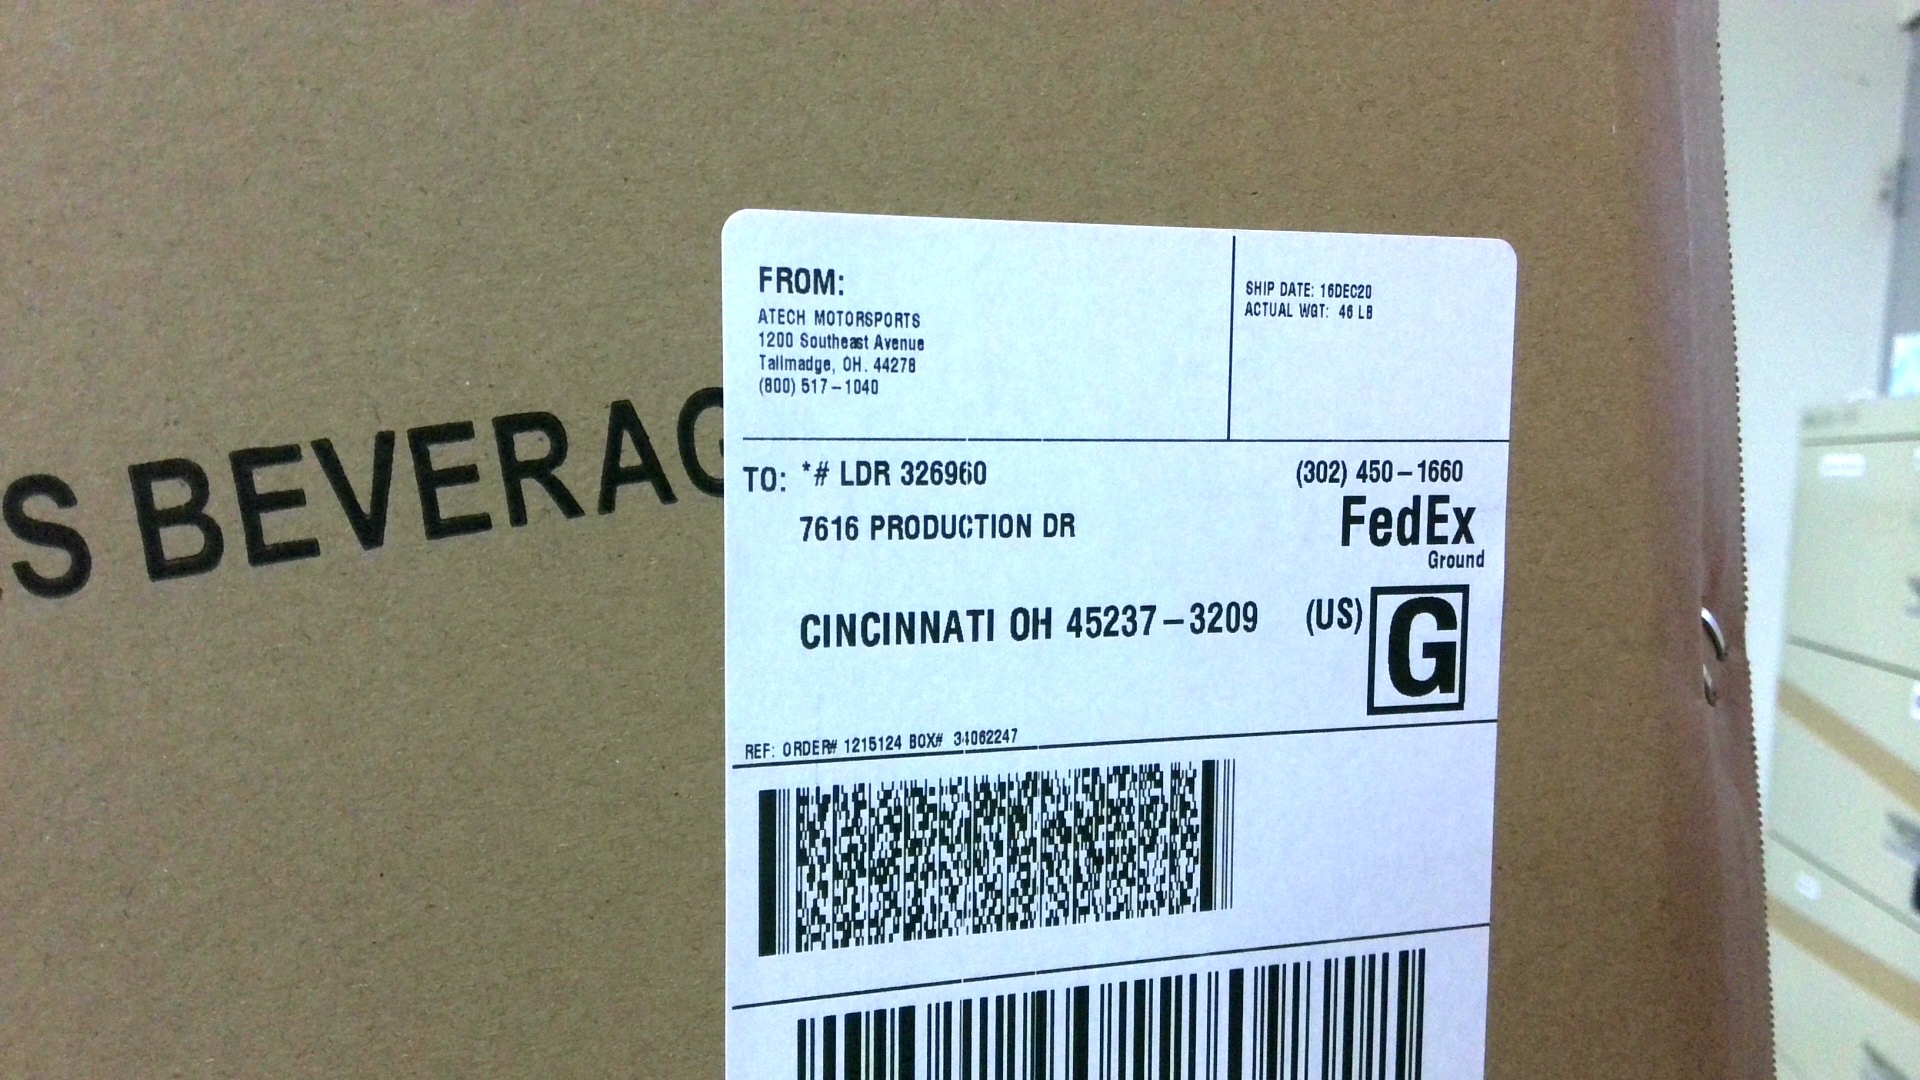 S BEVERAG
FROM:
ATECH MOTORSPORTS
1200 Southeast Avenue
Tallmadge, OH. 44278
(800) 517-1040
SHIP DATE: 16DEC20
ACTUAL WGT: 46 LB
TO: *# LDR 326960
(302) 450-1660
7616 PRODUCTION DR
FedEx
Ground
CINCINNATI OH 45237-3209 (US)
G
REF: ORDER# 1215124 BOX# 34062247